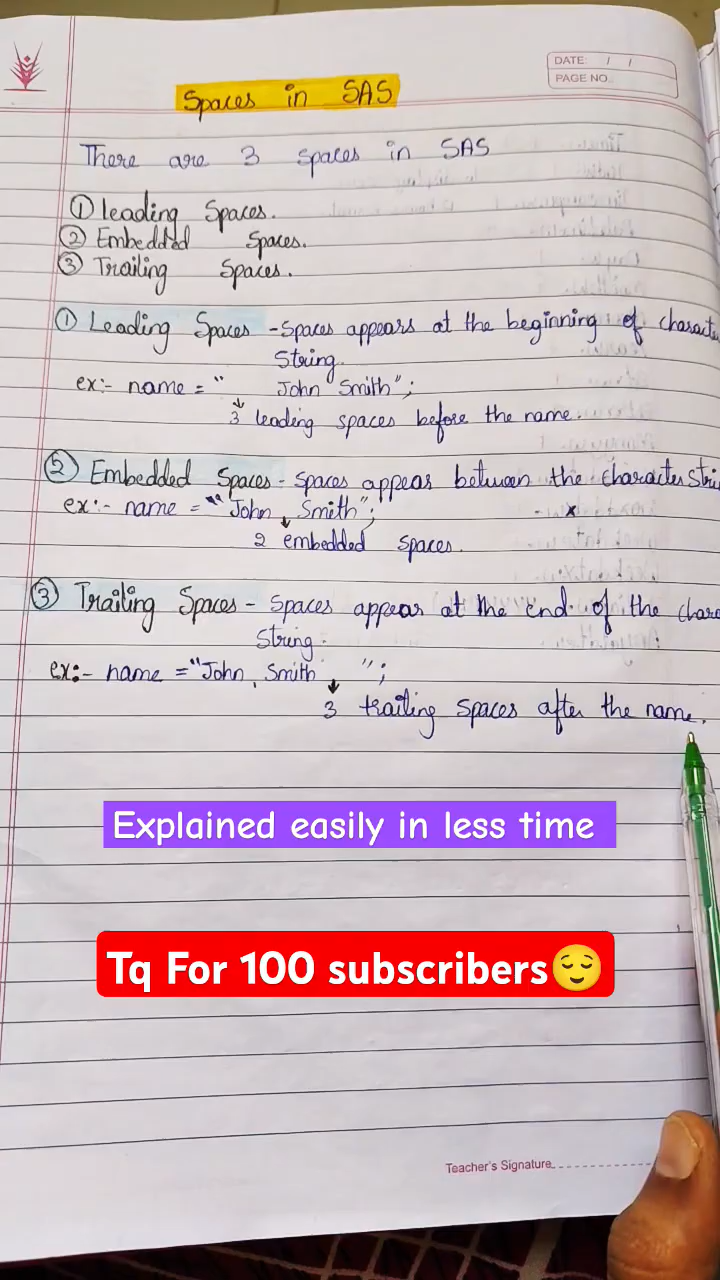 DATE: / /
PAGE NO.:
Spaces in SAS
There are 3 spaces in SAS
① leading Spaces.
② Embedded Spaces.
③ Trailing Spaces.
① Leading Spaces - Spaces appears at the beginning of characte
String.
ex:- name = " John Smith";
3 leading spaces before the name.
② Embedded Spaces - Spaces appear between the character Stri
ex:- name = "John Smith";
2 embedded spaces.
③ Trailing Spaces - Spaces appear at the end of the chara
String.
ex:- name = "John Smith ";
3 trailing spaces after the name.
Explained easily in less time
Tq For 100 subscribers😌
Teacher's Signature